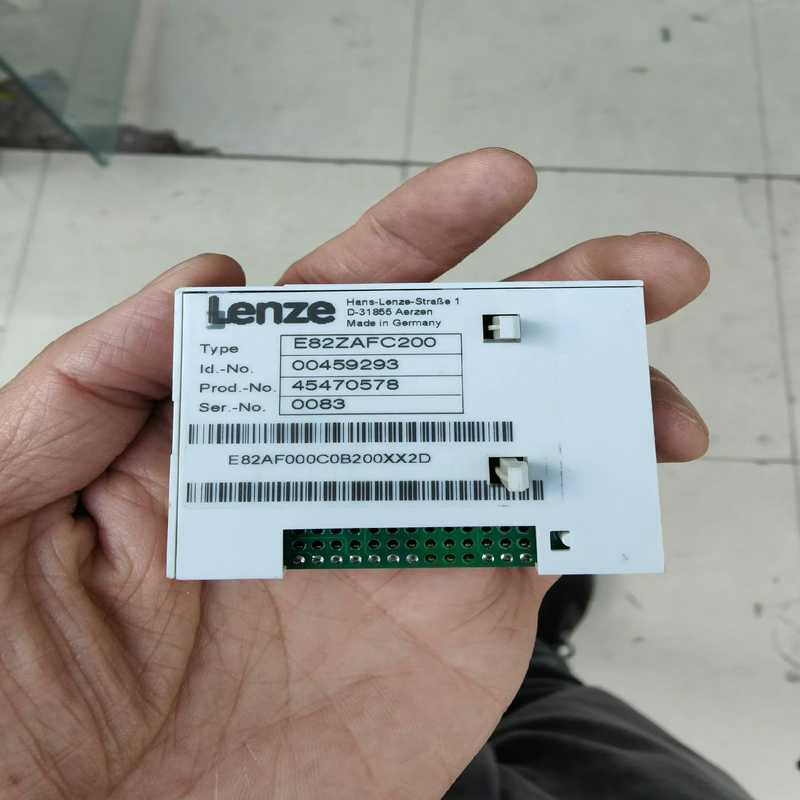 Lenze
Hans-Lenze-Straße 1
D-31855 Aerzen
Made in Germany
Type E82ZAFC200
Id.-No. 00459293
Prod.-No. 45470578
Ser.-No. 0083
E82AF000C0B200XX2D